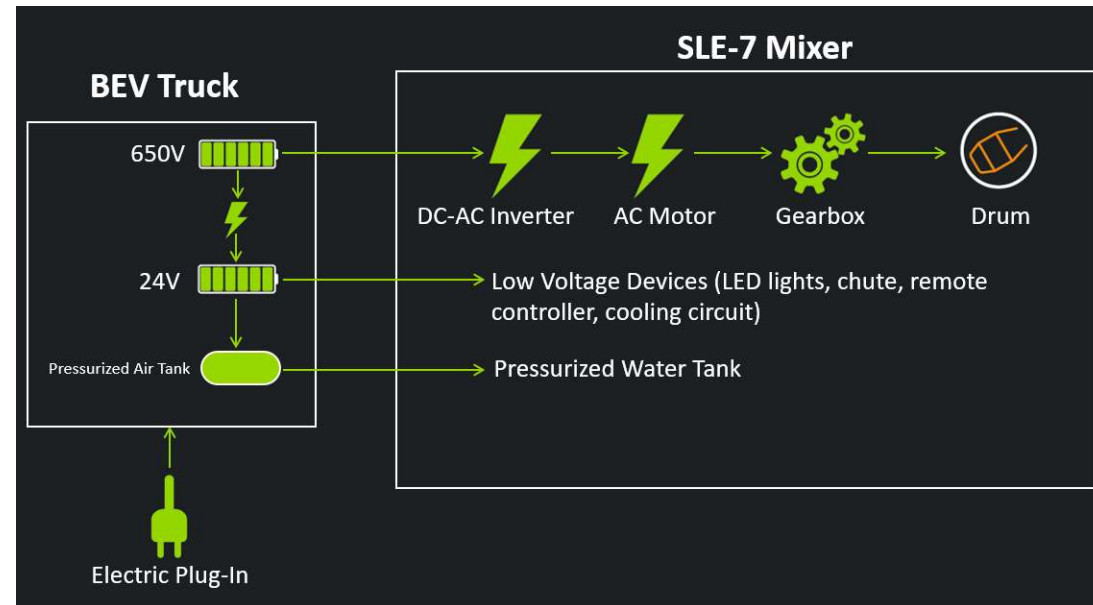 SLE-7 Mixer
BEV Truck
650V
DC-AC Inverter
AC Motor
Gearbox
Drum
24V
Low Voltage Devices (LED lights, chute, remote
controller, cooling circuit)
Pressurized Air Tank
Pressurized Water Tank
Electric Plug-In